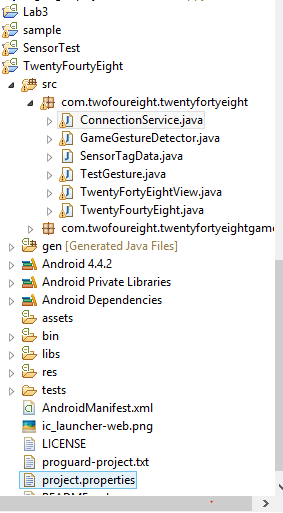 Lab3
sample
SensorTest
TwentyFourtyEight
src
com.twofoureight.twentyfortyeight
ConnectionService.java
GameGestureDetector.java
SensorTagData.java
TestGesture.java
TwentyFortyEightView.java
TwentyFourtyEight.java
com.twofoureight.twentyfortyeightgame
gen [Generated Java Files]
Android 4.4.2
Android Private Libraries
Android Dependencies
assets
bin
libs
res
tests
AndroidManifest.xml
ic_launcher-web.png
LICENSE
proguard-project.txt
project.properties